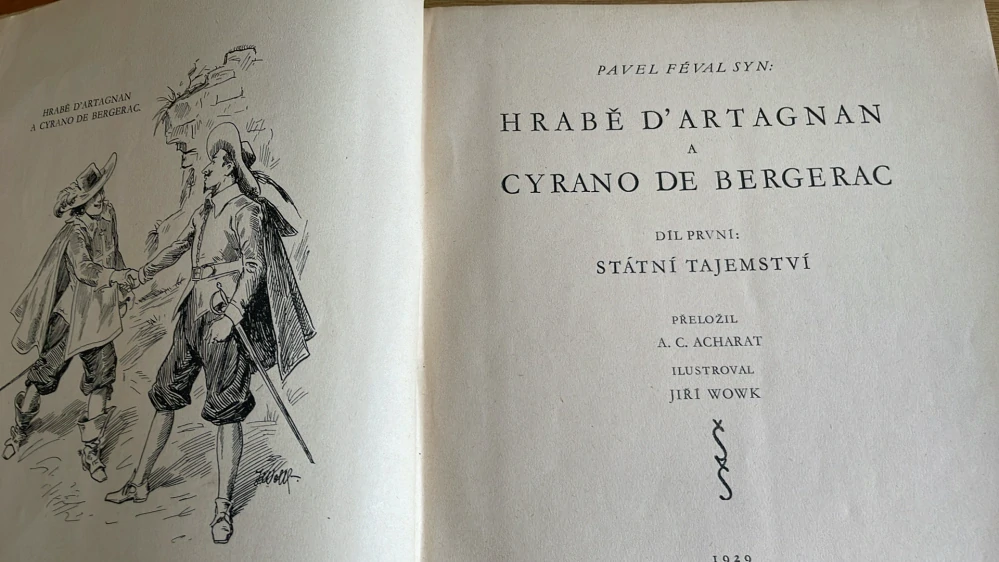 HRABĚ D'ARTAGNAN
A CYRANO DE BERGERAC.
PAVEL FÉVAL SYN:
HRABĚ D'ARTAGNAN
A
CYRANO DE BERGERAC
DÍL PRVNÍ:
STÁTNÍ TAJEMSTVÍ
PŘELOŽIL
A. C. ACHARAT
ILUSTROVAL
JIŘÍ WOWK
1929